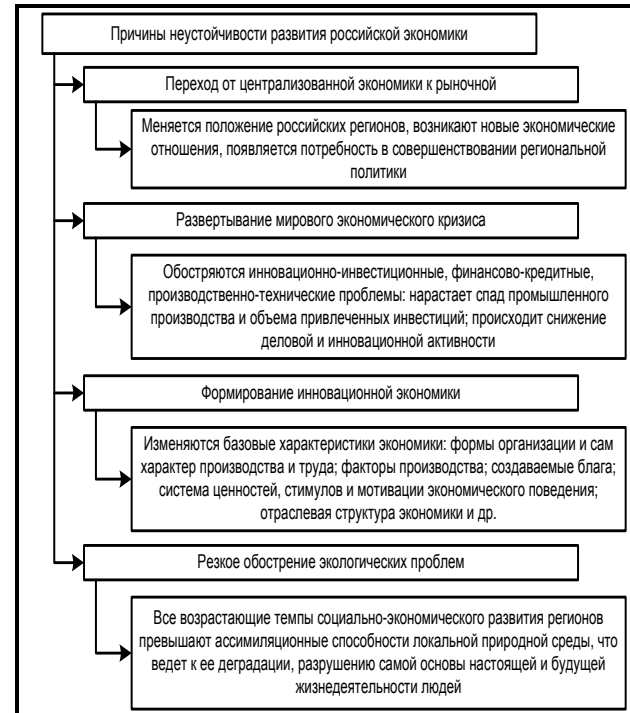 Причины неустойчивости развития российской экономики
Переход от централизованной экономики к рыночной
Меняется положение российских регионов, возникают новые экономические
отношения, появляется потребность в совершенствовании региональной
политики
Развертывание мирового экономического кризиса
Обостряются инновационно-инвестиционные, финансово-кредитные,
производственно-технические проблемы: нарастает спад промышленного
производства и объема привлеченных инвестиций; происходит снижение
деловой и инновационной активности
Формирование инновационной экономики
Изменяются базовые характеристики экономики: формы организации и сам
характер производства и труда; факторы производства; создаваемые блага;
система ценностей, стимулов и мотивации экономического поведения;
отраслевая структура экономики и др.
Резкое обострение экологических проблем
Все возрастающие темпы социально-экономического развития регионов
превышают ассимиляционные способности локальной природной среды, что
ведет к ее деградации, разрушению самой основы настоящей и будущей
жизнедеятельности людей